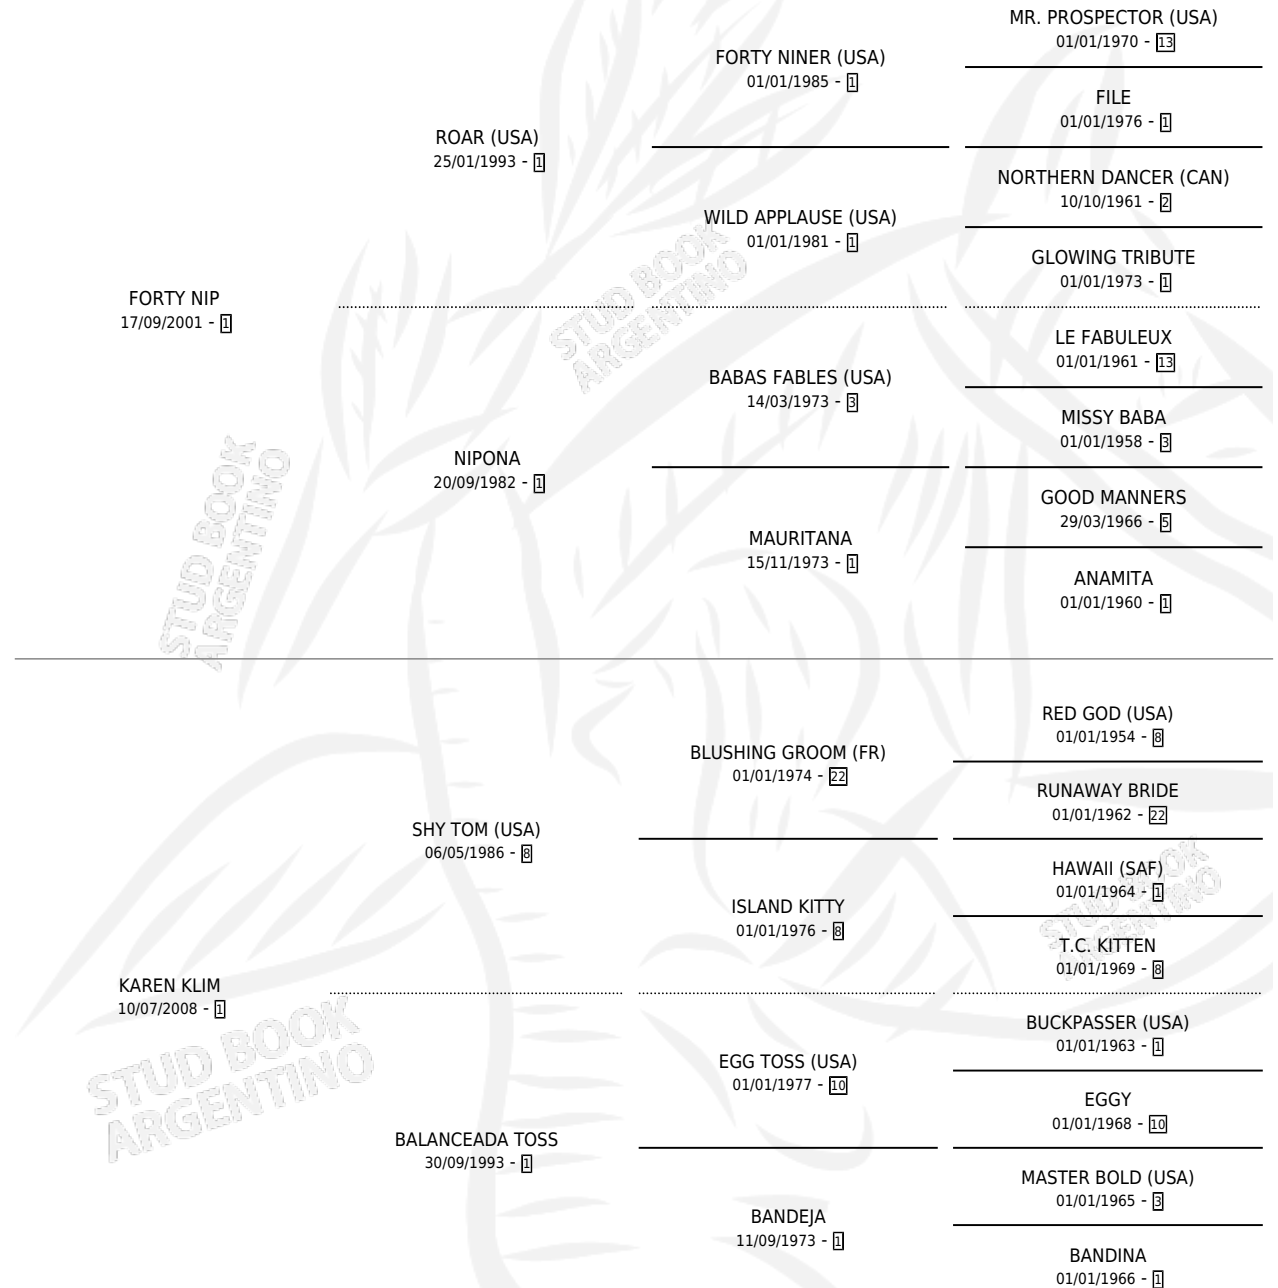 MR. PROSPECTOR (USA)
01/01/1970 - 13
FORTY NINER (USA)
01/01/1985 - 1
FILE
01/01/1976 - 1
ROAR (USA)
25/01/1993 - 1
NORTHERN DANCER (CAN)
10/10/1961 - 2
WILD APPLAUSE (USA)
01/01/1981 - 1
GLOWING TRIBUTE
01/01/1973 - 1
FORTY NIP
17/09/2001 - 1
LE FABULEUX
01/01/1961 - 13
BABAS FABLES (USA)
14/03/1973 - 3
MISSY BABA
01/01/1958 - 3
NIPONA
20/09/1982 - 1
GOOD MANNERS
29/03/1966 - 5
MAURITANA
15/11/1973 - 1
ANAMITA
01/01/1960 - 1
RED GOD (USA)
01/01/1954 - 8
BLUSHING GROOM (FR)
01/01/1974 - 22
RUNAWAY BRIDE
01/01/1962 - 22
SHY TOM (USA)
06/05/1986 - 8
HAWAII (SAF)
01/01/1964 - 1
ISLAND KITTY
01/01/1976 - 8
T.C. KITTEN
01/01/1969 - 8
KAREN KLIM
10/07/2008 - 1
BUCKPASSER (USA)
01/01/1963 - 1
EGG TOSS (USA)
01/01/1977 - 10
EGGY
01/01/1968 - 10
BALANCEADA TOSS
30/09/1993 - 1
MASTER BOLD (USA)
01/01/1965 - 3
BANDEJA
11/09/1973 - 1
BANDINA
01/01/1966 - 1
STUD BOOK
ARGENTINO
STUD BOOK
ARGENTINO
STUD BOOK
ARGENTINO
STUD BOOK
ARGENTINO